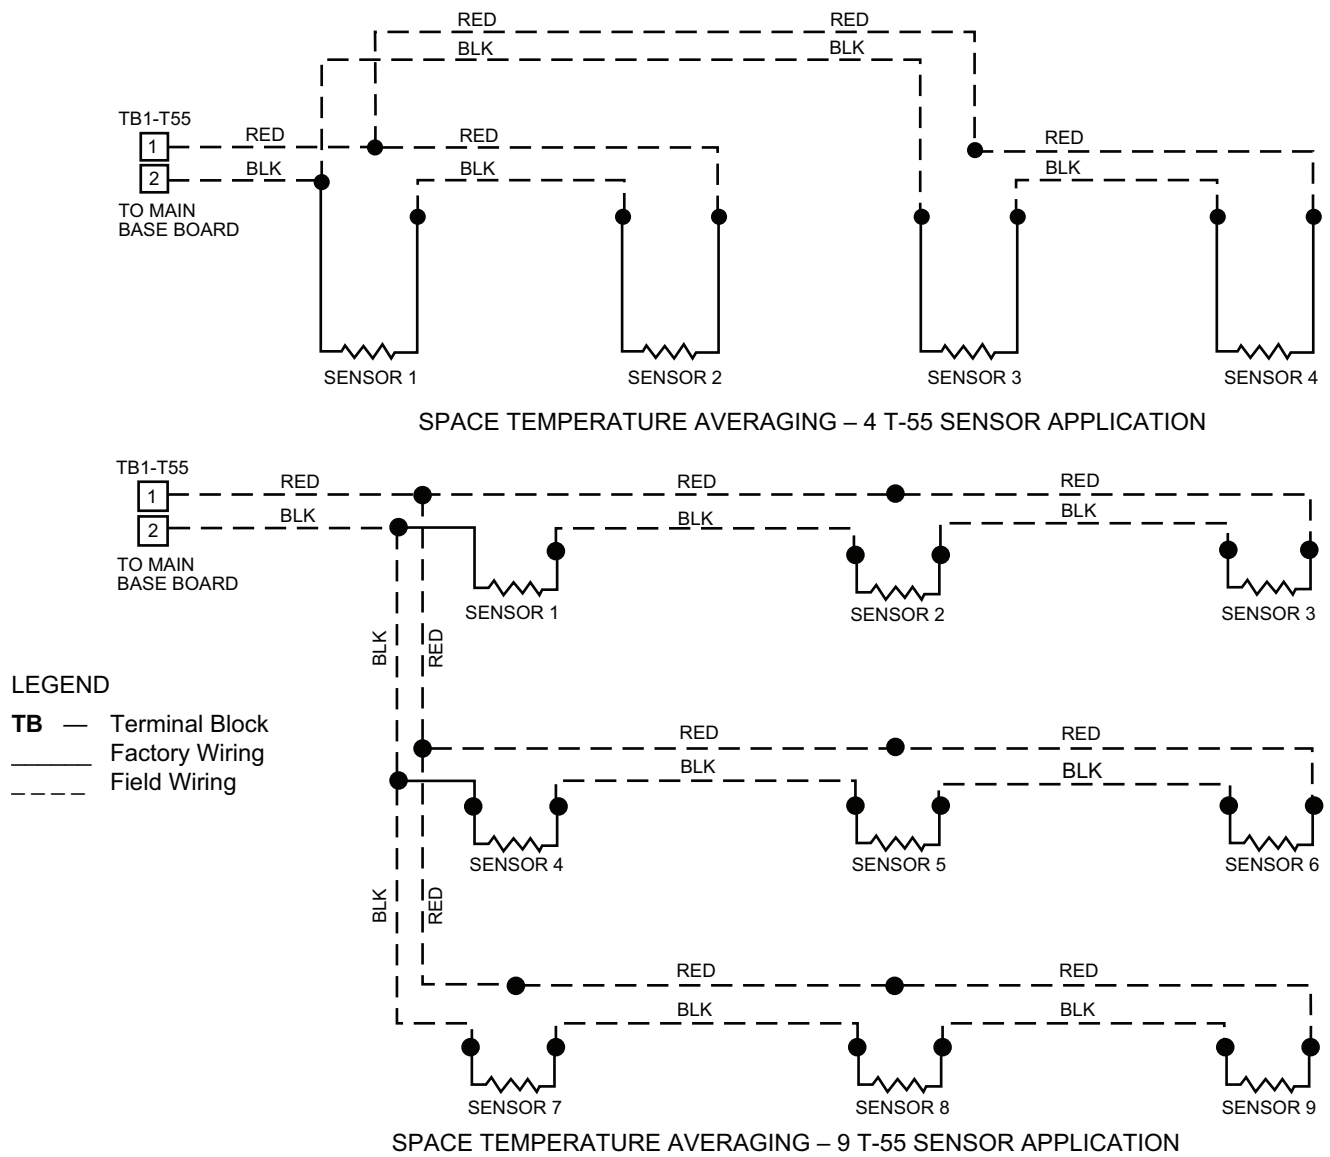 RED RED
BLK BLK
TB1-T55
1 RED RED RED
2 BLK BLK BLK
TO MAIN
BASE BOARD
SENSOR 1 SENSOR 2 SENSOR 3 SENSOR 4
SPACE TEMPERATURE AVERAGING – 4 T-55 SENSOR APPLICATION
TB1-T55
1 RED RED RED
2 BLK BLK BLK
TO MAIN
BASE BOARD
SENSOR 1 SENSOR 2 SENSOR 3
BLK RED
LEGEND
TB — Terminal Block
______ Factory Wiring
_ _ _ _ Field Wiring
RED RED
BLK BLK
SENSOR 4 SENSOR 5 SENSOR 6
BLK RED
RED RED
BLK BLK
SENSOR 7 SENSOR 8 SENSOR 9
SPACE TEMPERATURE AVERAGING – 9 T-55 SENSOR APPLICATION